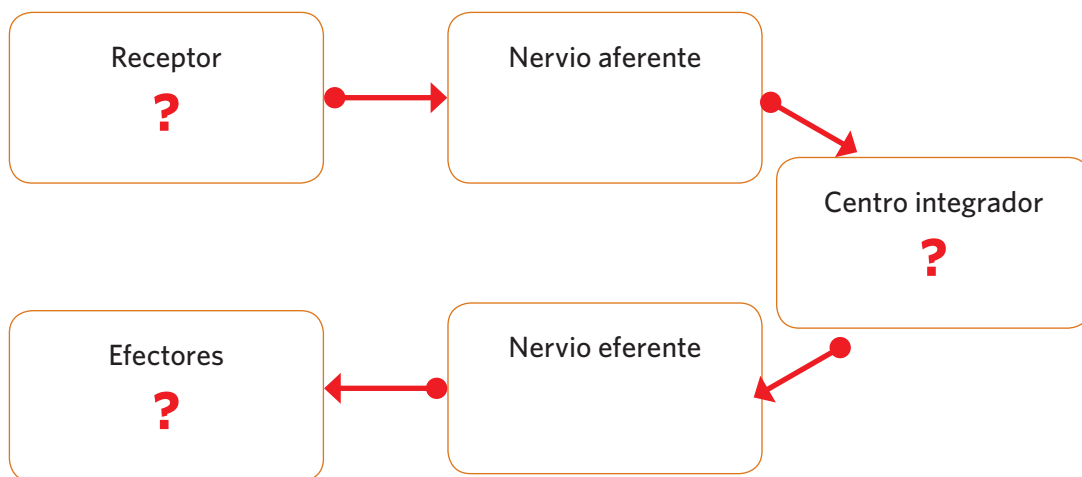 Receptor
?
Nervio aferente
Centro integrador
?
Nervio eferente
Efectores
?